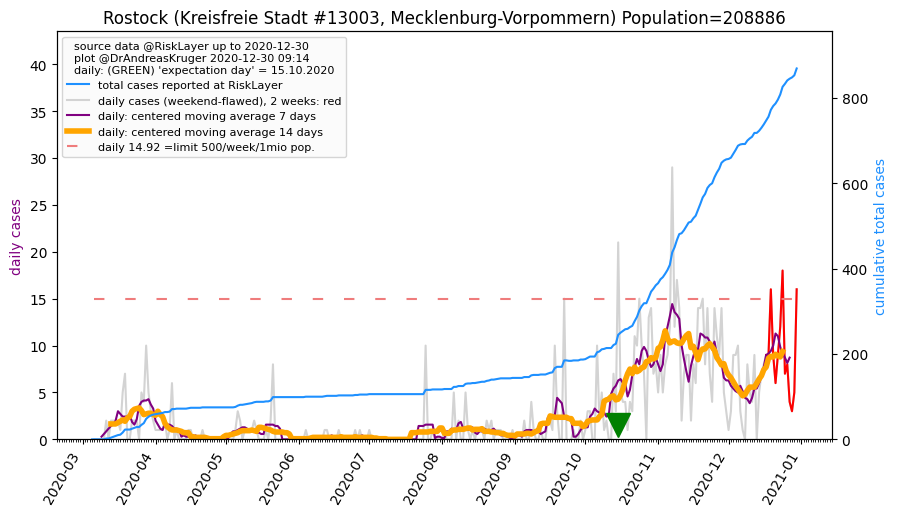 Rostock (Kreisfreie Stadt #13003, Mecklenburg-Vorpommern) Population=208886
source data @RiskLayer up to 2020-12-30
plot @DrAndreasKruger 2020-12-30 09:14
daily: (GREEN) 'expectation day' = 15.10.2020
total cases reported at RiskLayer
daily cases (weekend-flawed), 2 weeks: red
daily: centered moving average 7 days
daily: centered moving average 14 days
daily 14.92 =limit 500/week/1mio pop.
daily cases
40
35
30
25
20
15
10
5
0
800
600
400
200
0
cumulative total cases
2020-03
2020-04
2020-05
2020-06
2020-07
2020-08
2020-09
2020-10
2020-11
2020-12
2021-01